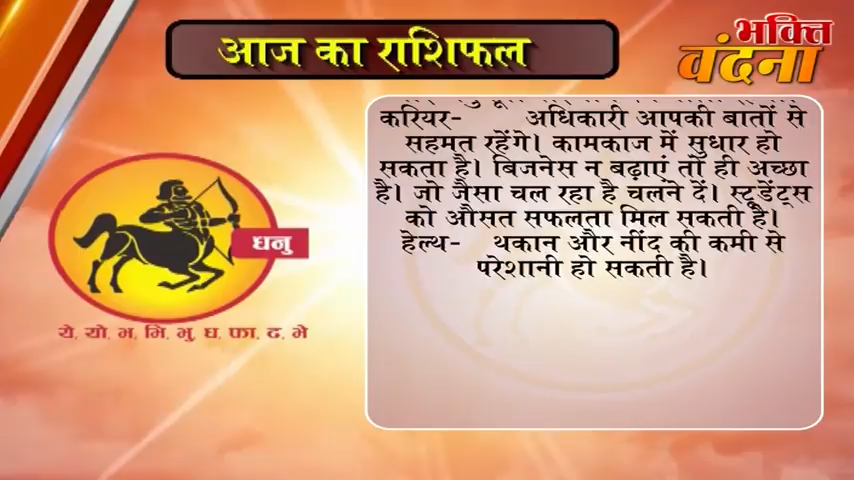 आज का राशिफल
भक्ति
वंदना
करियर- अधिकारी आपकी बातों से
सहमत रहेंगे। कामकाज में सुधार हो
सकता है। बिजनेस न बढ़ाएं तो ही अच्छा
है। जो जैसा चल रहा है चलने दें। स्टूडेंट्स
को औसत सफलता मिल सकती है।
हेल्थ- थकान और नींद की कमी से
परेशानी हो सकती है।
धनु
ये, यो, भ, भि, भु, ध, फा, ढ, भे